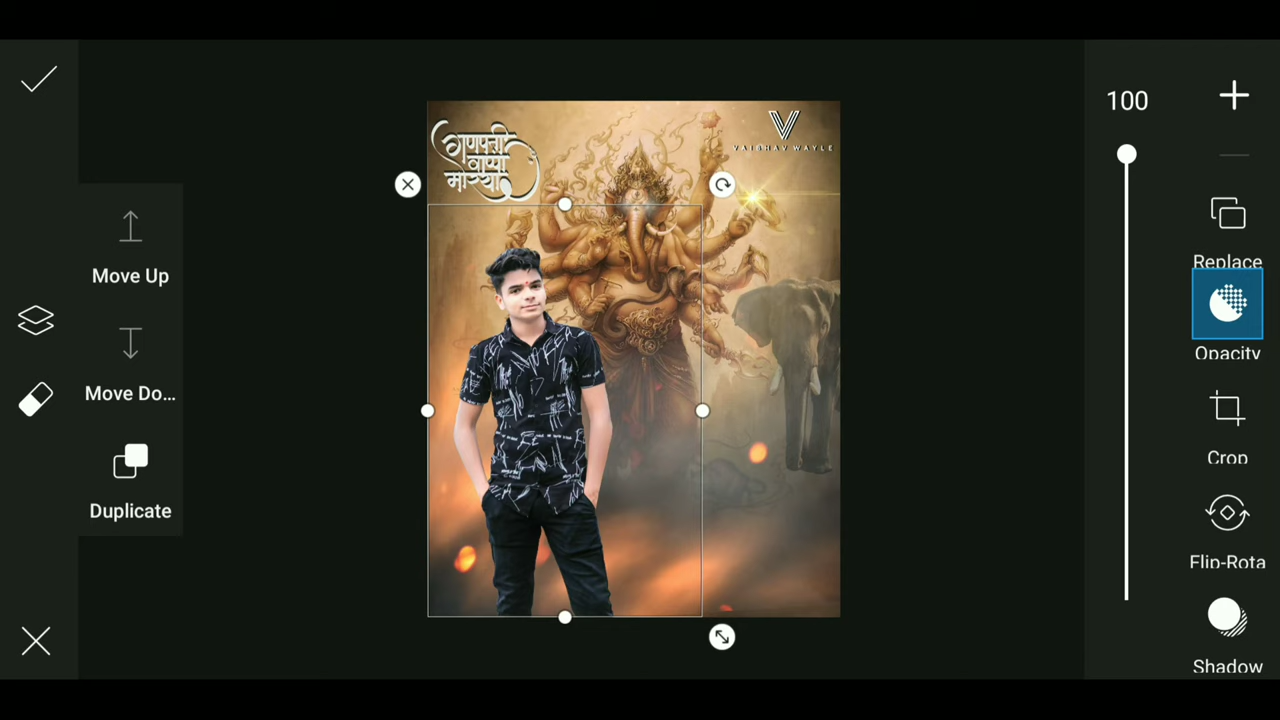 100
Move Up
Move Do...
Duplicate
Replace
Opacity
Crop
Flip-Rota
Shadow
गणपती
बाप्पा
मोरया
VAIBHAV WAYLE